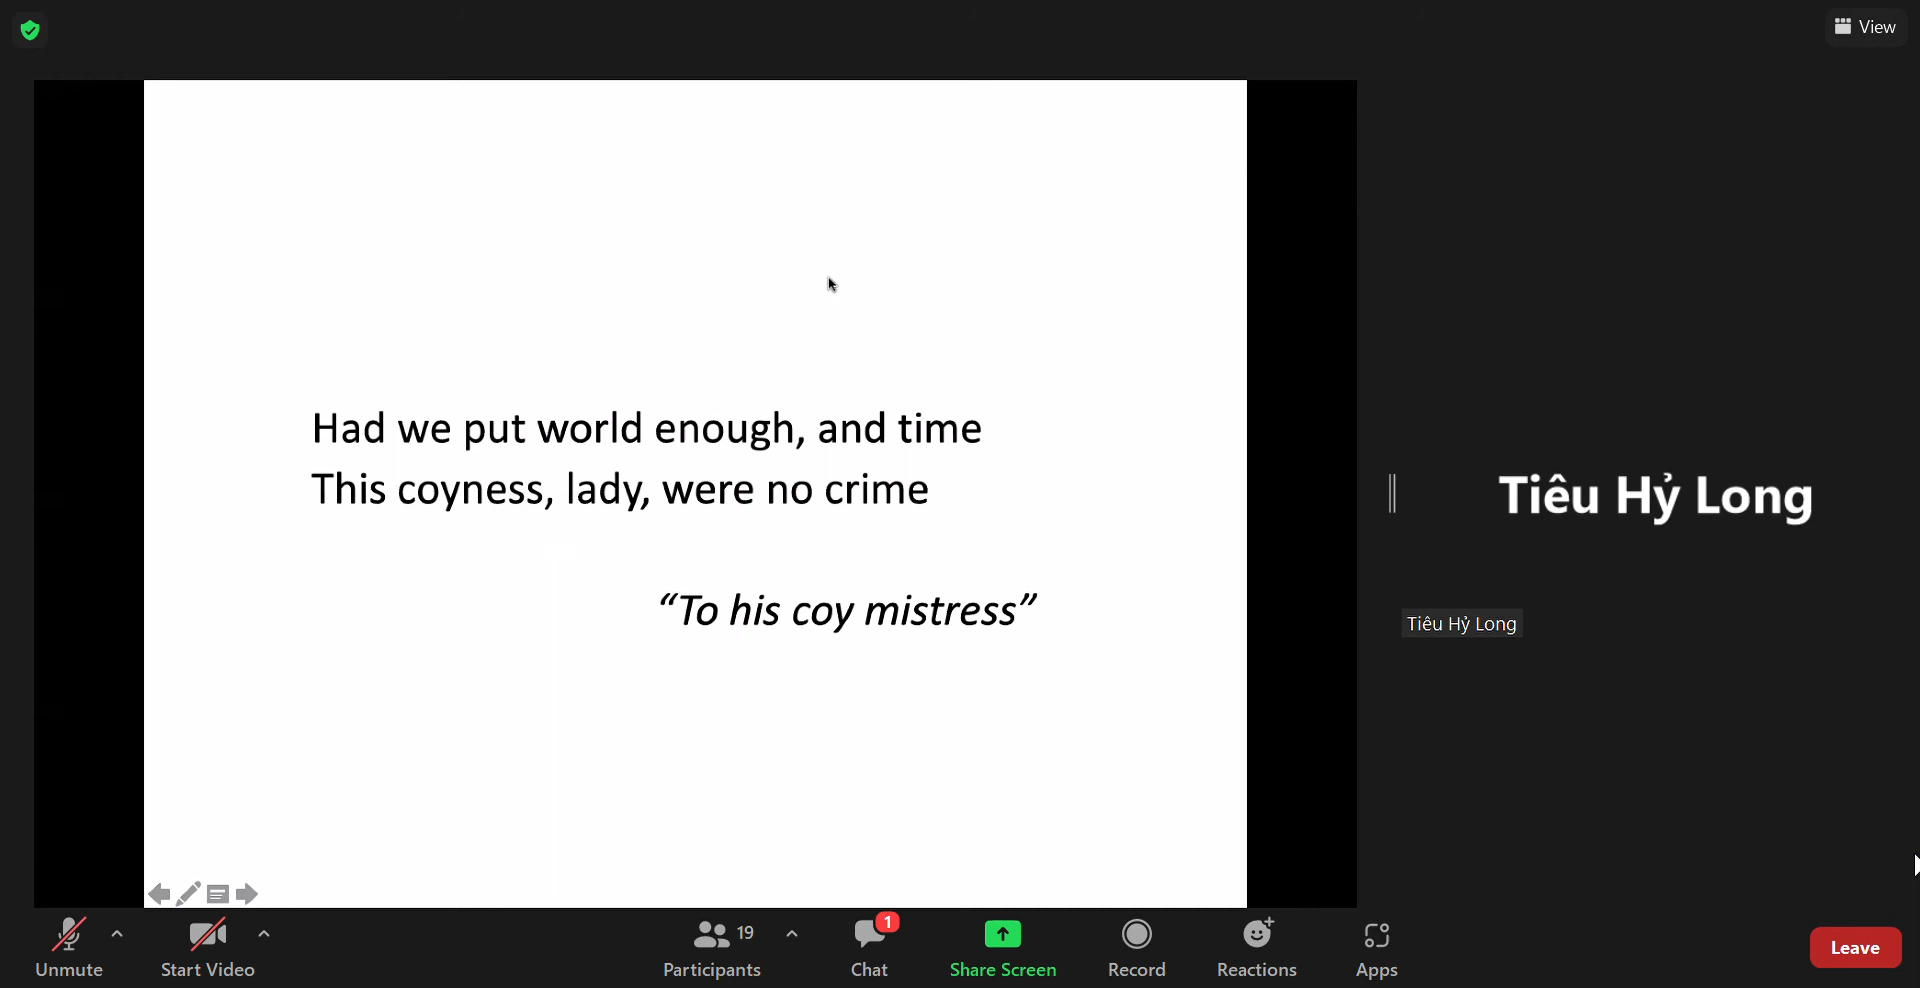 View
Had we put world enough, and time
This coyness, lady, were no crime
“To his coy mistress”
Tiêu Hỷ Long
Tiêu Hỷ Long
Unmute
Start Video
19
Participants
1
Chat
Share Screen
Record
Reactions
Apps
Leave